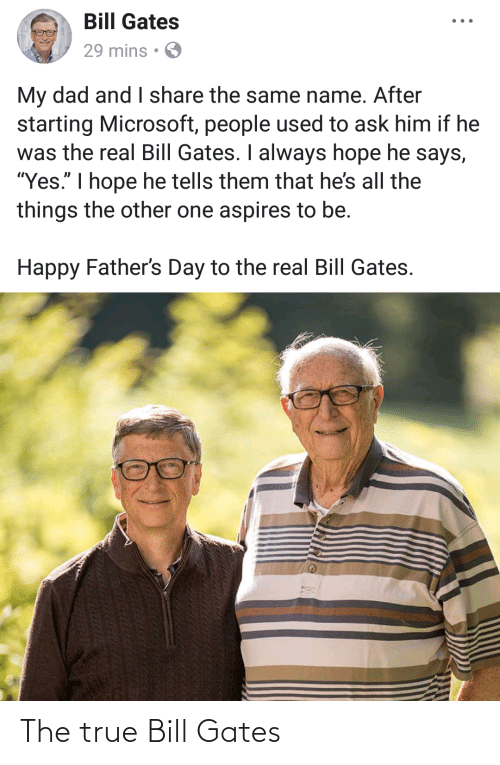 Bill Gates
29 mins •
My dad and I share the same name. After
starting Microsoft, people used to ask him if he
was the real Bill Gates. I always hope he says,
“Yes.” I hope he tells them that he’s all the
things the other one aspires to be.
Happy Father’s Day to the real Bill Gates.
The true Bill Gates